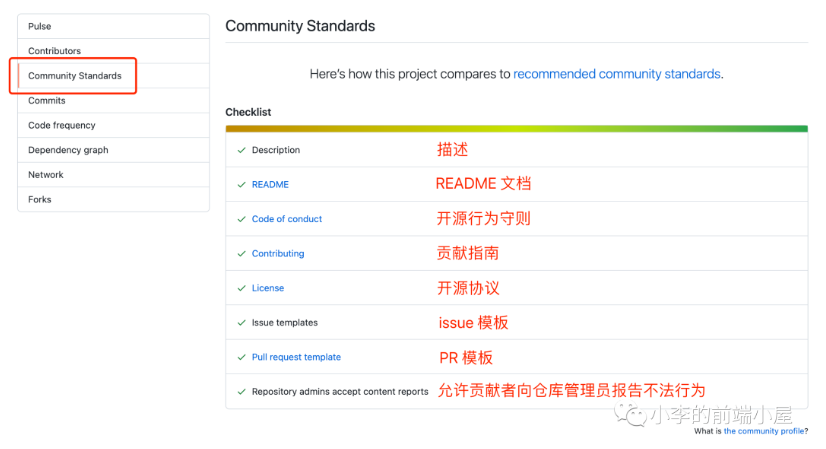 Pulse
Contributors
Community Standards
Commits
Code frequency
Dependency graph
Network
Forks
Community Standards
Here's how this project compares to recommended community standards.
Checklist
Description 描述
README README 文档
Code of conduct 开源行为守则
Contributing 贡献指南
License 开源协议
Issue templates issue 模板
Pull request template PR 模板
Repository admins accept content reports 允许贡献者向仓库管理员报告不法行为
小李的前端小屋
What is the community profile?